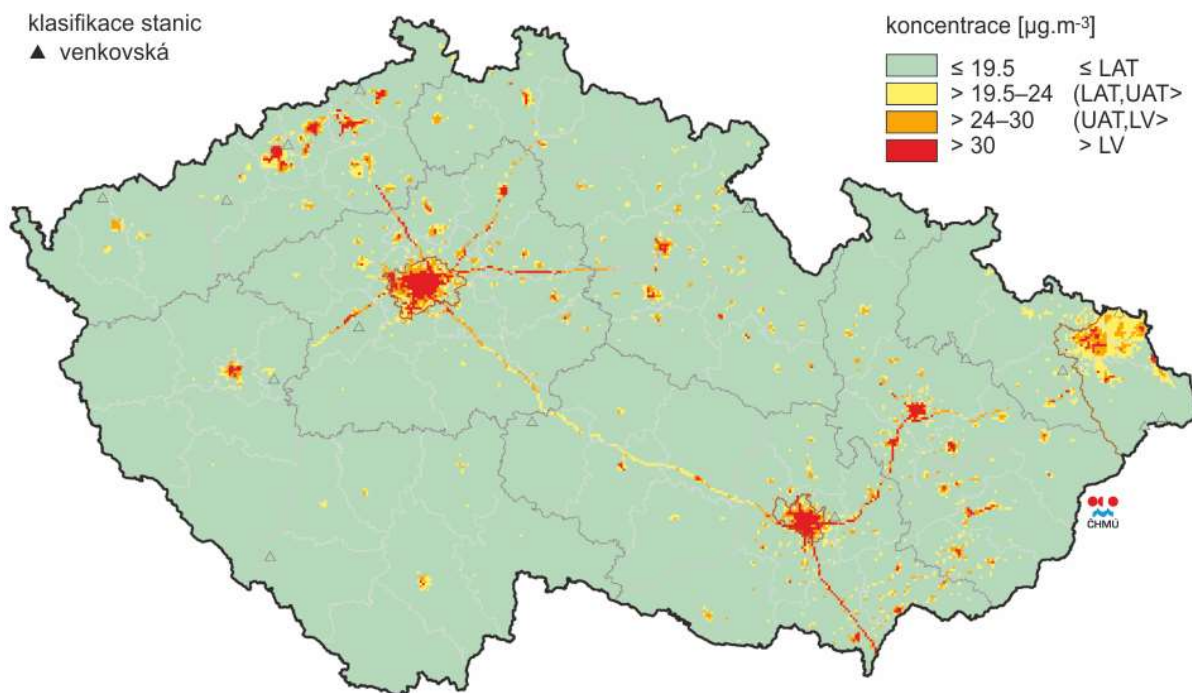 klasifikace stanic
▲ venkovská
koncentrace [µg.m⁻³]
≤ 19.5 ≤ LAT
> 19.5–24 (LAT,UAT>
> 24–30 (UAT,LV>
> 30 > LV
ČHMÚ